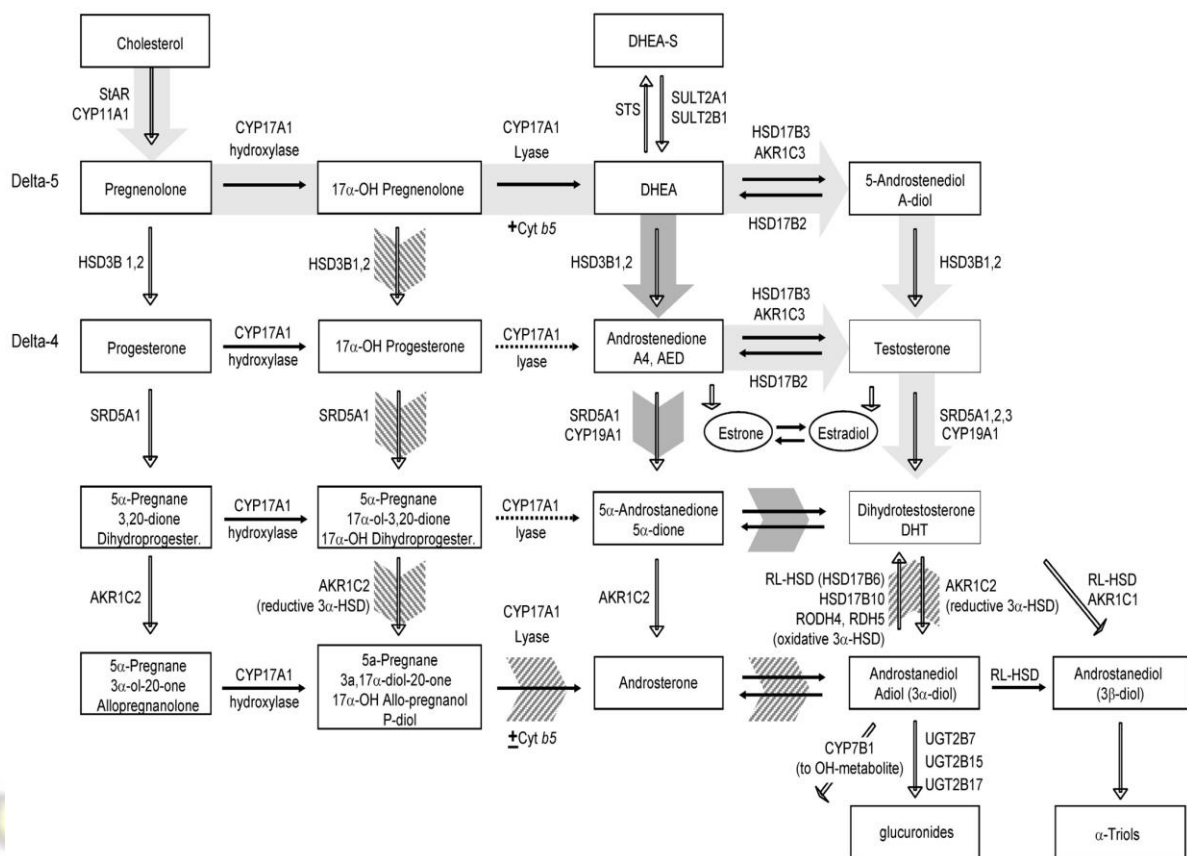 Cholesterol
DHEA-S
StAR
CYP11A1
STS
SULT2A1
SULT2B1
CYP17A1
hydroxylase
CYP17A1
Lyase
HSD17B3
AKR1C3
Delta-5
Pregnenolone
17α-OH Pregnenolone
DHEA
5-Androstenediol
A-diol
+Cyt b5
HSD17B2
HSD3B 1,2
HSD3B1,2
HSD3B1,2
HSD3B1,2
Delta-4
CYP17A1
hydroxylase
CYP17A1
lyase
HSD17B3
AKR1C3
Progesterone
17α-OH Progesterone
Androstenedione
A4, AED
Testosterone
HSD17B2
SRD5A1
SRD5A1
SRD5A1
CYP19A1
Estrone
Estradiol
SRD5A1,2,3
CYP19A1
5α-Pregnane
3,20-dione
Dihydroprogester.
CYP17A1
hydroxylase
5α-Pregnane
17α-ol-3,20-dione
17α-OH Dihydroprogester.
CYP17A1
lyase
5α-Androstanedione
5α-dione
Dihydrotestosterone
DHT
AKR1C2
AKR1C2
(reductive 3α-HSD)
CYP17A1
Lyase
AKR1C2
RL-HSD (HSD17B6)
HSD17B10
RODH4, RDH5
(oxidative 3α-HSD)
AKR1C2
(reductive 3α-HSD)
RL-HSD
AKR1C1
5α-Pregnane
3α-ol-20-one
Allopregnanolone
CYP17A1
hydroxylase
5a-Pregnane
3a,17α-diol-20-one
17α-OH Allo-pregnanol
P-diol
±Cyt b5
Androsterone
Androstanediol
Adiol (3α-diol)
RL-HSD
Androstanediol
(3β-diol)
CYP7B1
(to OH-metabolite)
UGT2B7
UGT2B15
UGT2B17
glucuronides
α-Triols